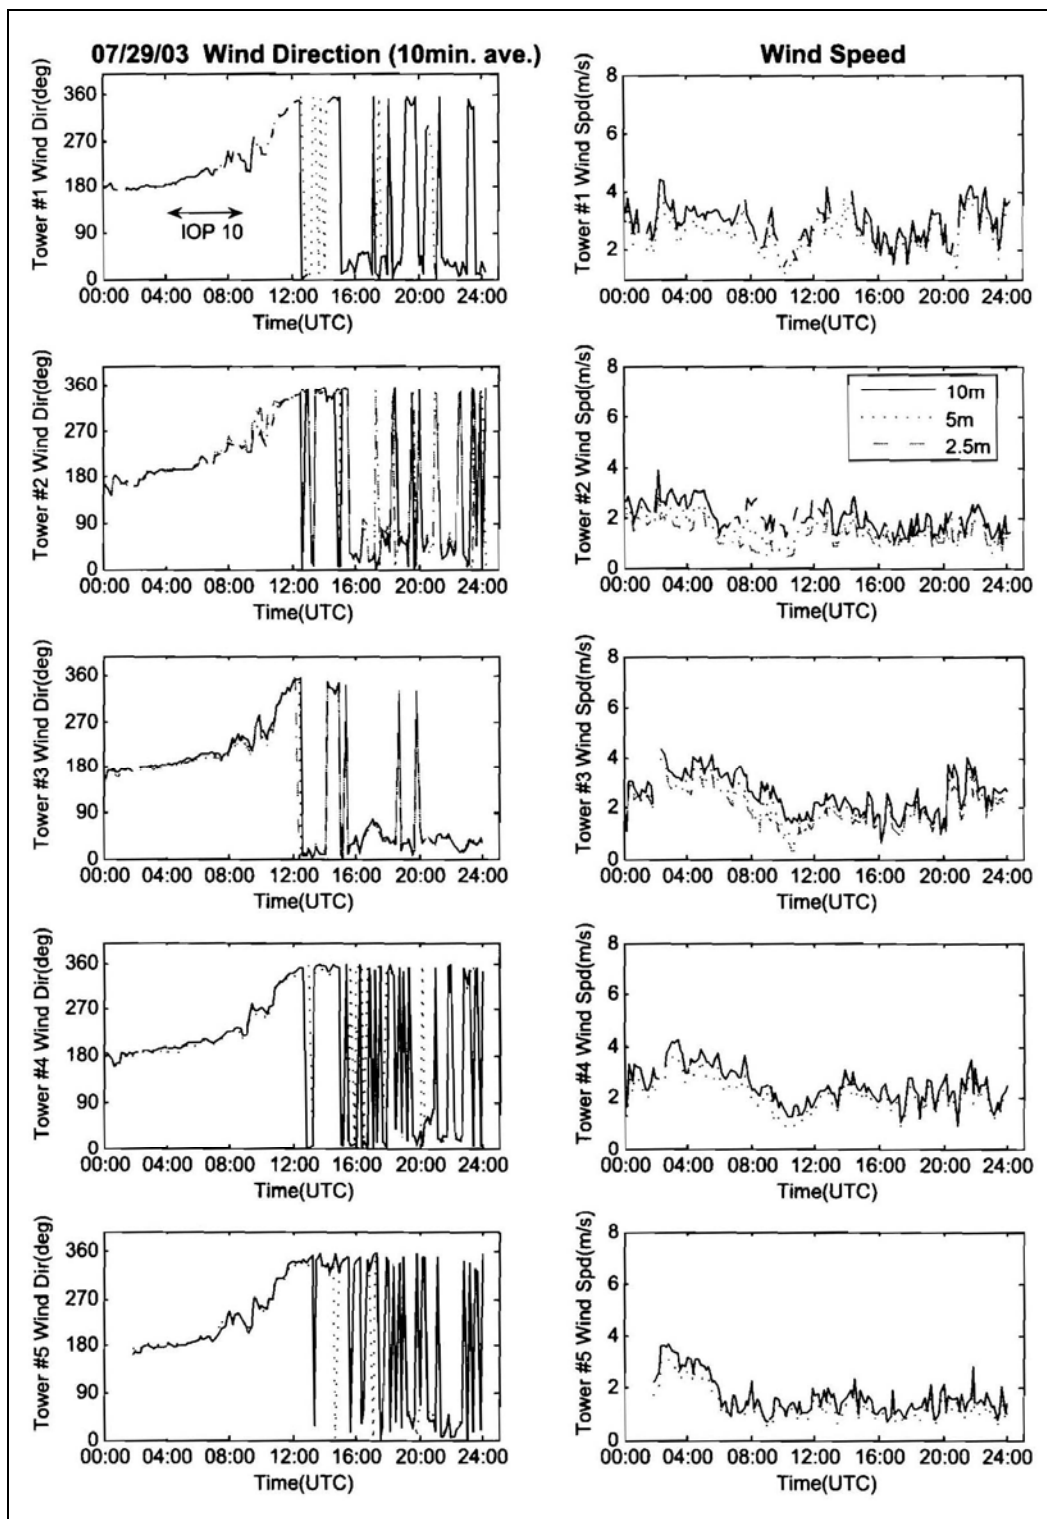 07/29/03 Wind Direction (10min. ave.)
Wind Speed
Tower #1 Wind Dir(deg)
360
270
180
90
0
IOP 10
00:00 04:00 08:00 12:00 16:00 20:00 24:00
Time(UTC)
Tower #1 Wind Spd(m/s)
8
6
4
2
00:00 04:00 08:00 12:00 16:00 20:00 24:00
Time(UTC)
Tower #2 Wind Dir(deg)
360
270
180
90
0
00:00 04:00 08:00 12:00 16:00 20:00 24:00
Time(UTC)
Tower #2 Wind Spd(m/s)
8
6
4
2
0
10m
5m
2.5m
00:00 04:00 08:00 12:00 16:00 20:00 24:00
Time(UTC)
Tower #3 Wind Dir(deg)
360
270
180
90
0
00:00 04:00 08:00 12:00 16:00 20:00 24:00
Time(UTC)
Tower #3 Wind Spd(m/s)
8
6
4
2
0
00:00 04:00 08:00 12:00 16:00 20:00 24:00
Time(UTC)
Tower #4 Wind Dir(deg)
360
270
180
90
0
00:00 04:00 08:00 12:00 16:00 20:00 24:00
Time(UTC)
Tower #4 Wind Spd(m/s)
8
6
4
2
0
00:00 04:00 08:00 12:00 16:00 20:00 24:00
Time(UTC)
Tower #5 Wind Dir(deg)
360
270
180
90
0
00:00 04:00 08:00 12:00 16:00 20:00 24:00
Time(UTC)
Tower #5 Wind Spd(m/s)
8
6
4
2
0
00:00 04:00 08:00 12:00 16:00 20:00 24:00
Time(UTC)